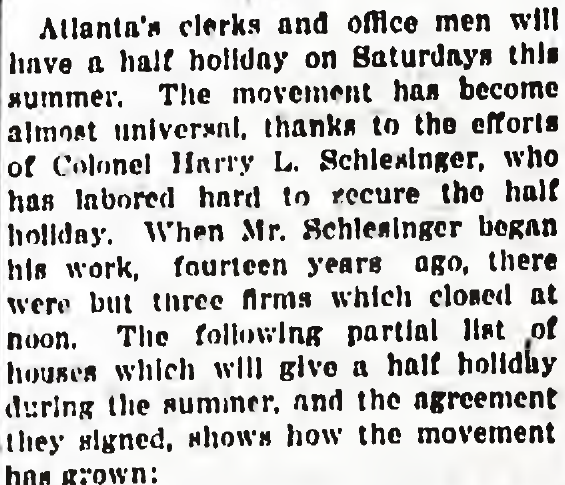 Atlanta's clerks and office men will
have a half holiday on Saturdays this
summer. The movement has become
almost universal, thanks to the efforts
of Colonel Harry L. Schlesinger, who
has labored hard to secure the half
holiday. When Mr. Schlesinger began
his work, fourteen years ago, there
were but three firms which closed at
noon. The following partial list of
houses which will give a half holiday
during the summer, and the agreement
they signed, shows how the movement
has grown: